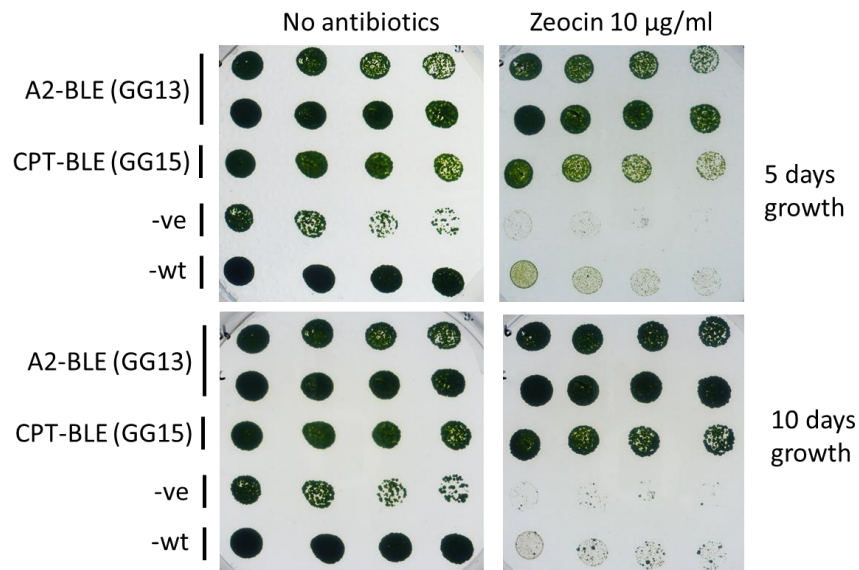 No antibiotics
Zeocin 10 µg/ml
A2-BLE (GG13)
CPT-BLE (GG15)
-ve
-wt
5 days
growth
A2-BLE (GG13)
CPT-BLE (GG15)
-ve
-wt
10 days
growth